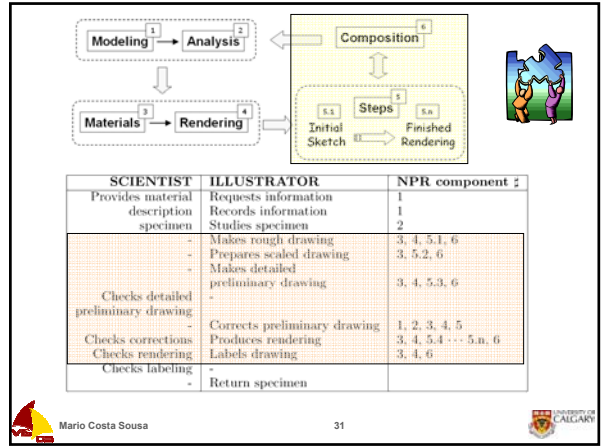 1 2 6
Modeling Analysis Composition
3 4 5
Materials Rendering 5.1 Steps 5.n
Initial Finished
Sketch Rendering
SCIENTIST ILLUSTRATOR NPR component ♯
Provides material Requests information 1
description Records information 1
specimen Studies specimen 2
- Makes rough drawing 3, 4, 5.1, 6
- Prepares scaled drawing 3, 5.2, 6
- Makes detailed
preliminary drawing 3, 4, 5.3, 6
Checks detailed -
preliminary drawing
- Corrects preliminary drawing 1, 2, 3, 4, 5
Checks corrections Produces rendering 3, 4, 5.4 ··· 5.n, 6
Checks rendering Labels drawing 3, 4, 6
Checks labeling -
- Return specimen
Mario Costa Sousa 31
UNIVERSITY OF
CALGARY